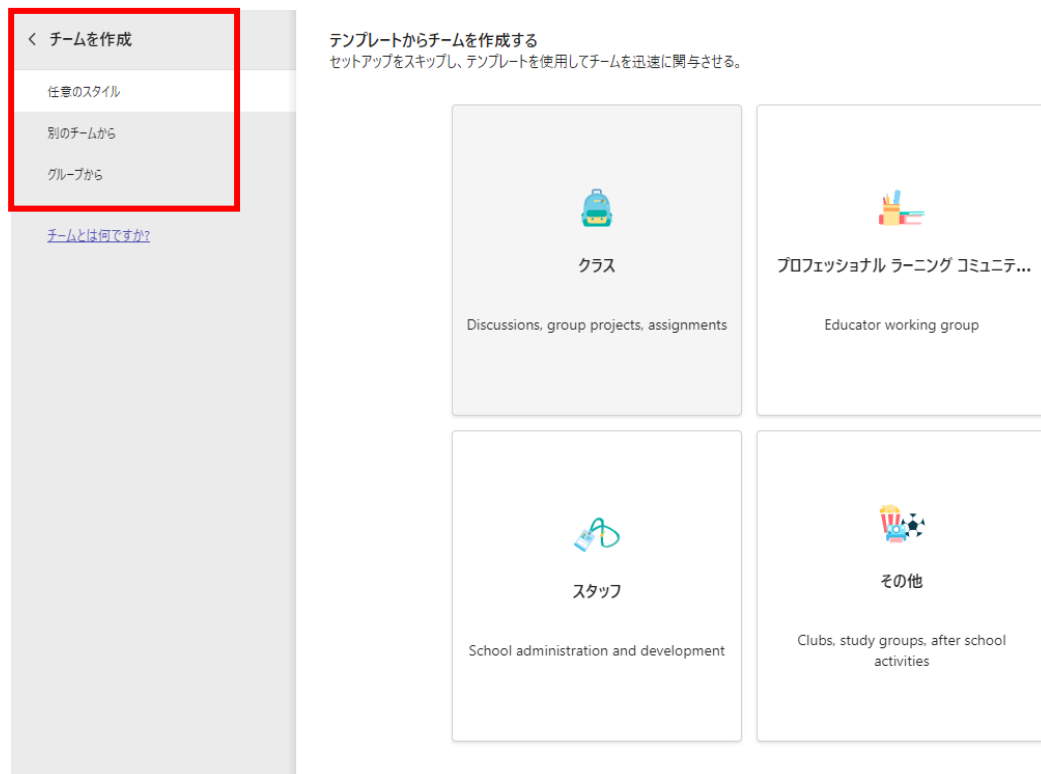 チームを作成
任意のスタイル
別のチームから
グループから
チームとは何ですか?
テンプレートからチームを作成する
セットアップをスキップし、テンプレートを使用してチームを迅速に関与させる。
クラス
Discussions, group projects, assignments
プロフェッショナル ラーニング コミュニテ...
Educator working group
スタッフ
School administration and development
その他
Clubs, study groups, after school
activities